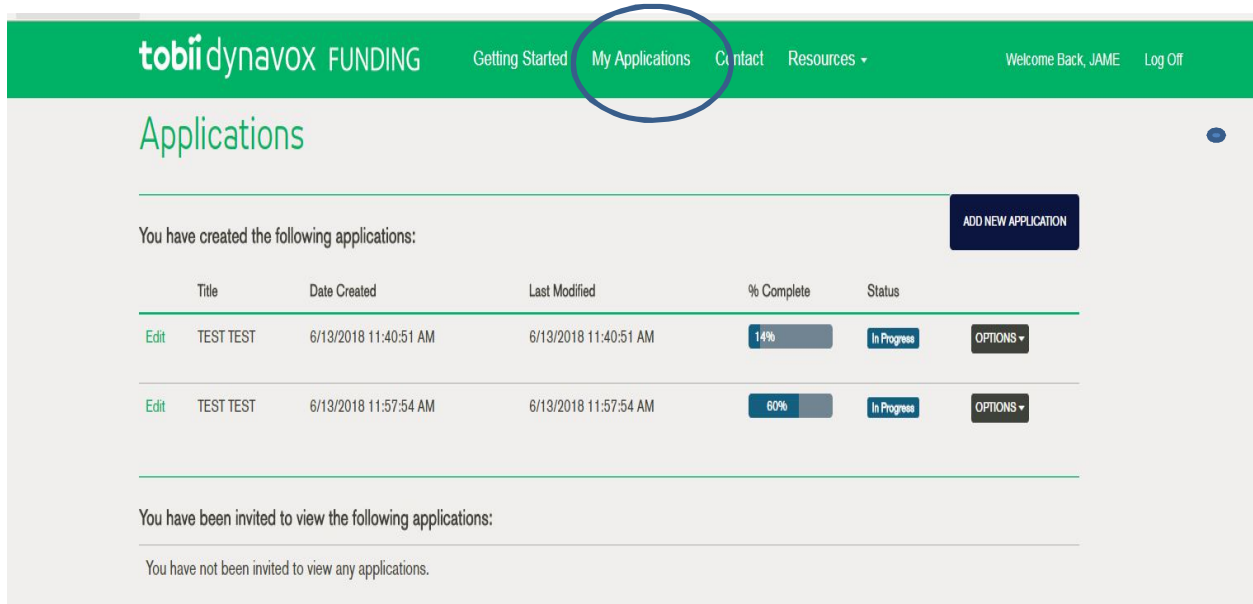 tobii dynavox FUNDING Getting Started My Applications Contact Resources Welcome Back, JAME Log Off
Applications
ADD NEW APPLICATION
You have created the following applications:
Title Date Created Last Modified % Complete Status
Edit TEST TEST 6/13/2018 11:40:51 AM 6/13/2018 11:40:51 AM 14% In Progress OPTIONS
Edit TEST TEST 6/13/2018 11:57:54 AM 6/13/2018 11:57:54 AM 60% In Progress OPTIONS
You have been invited to view the following applications:
You have not been invited to view any applications.